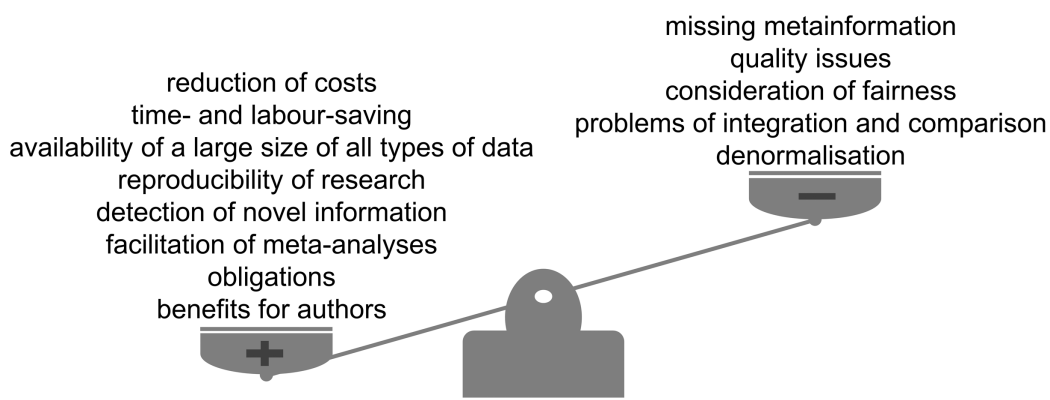 reduction of costs
time- and labour-saving
availability of a large size of all types of data
reproducibility of research
detection of novel information
facilitation of meta-analyses
obligations
benefits for authors
+
missing metainformation
quality issues
consideration of fairness
problems of integration and comparison
denormalisation
−